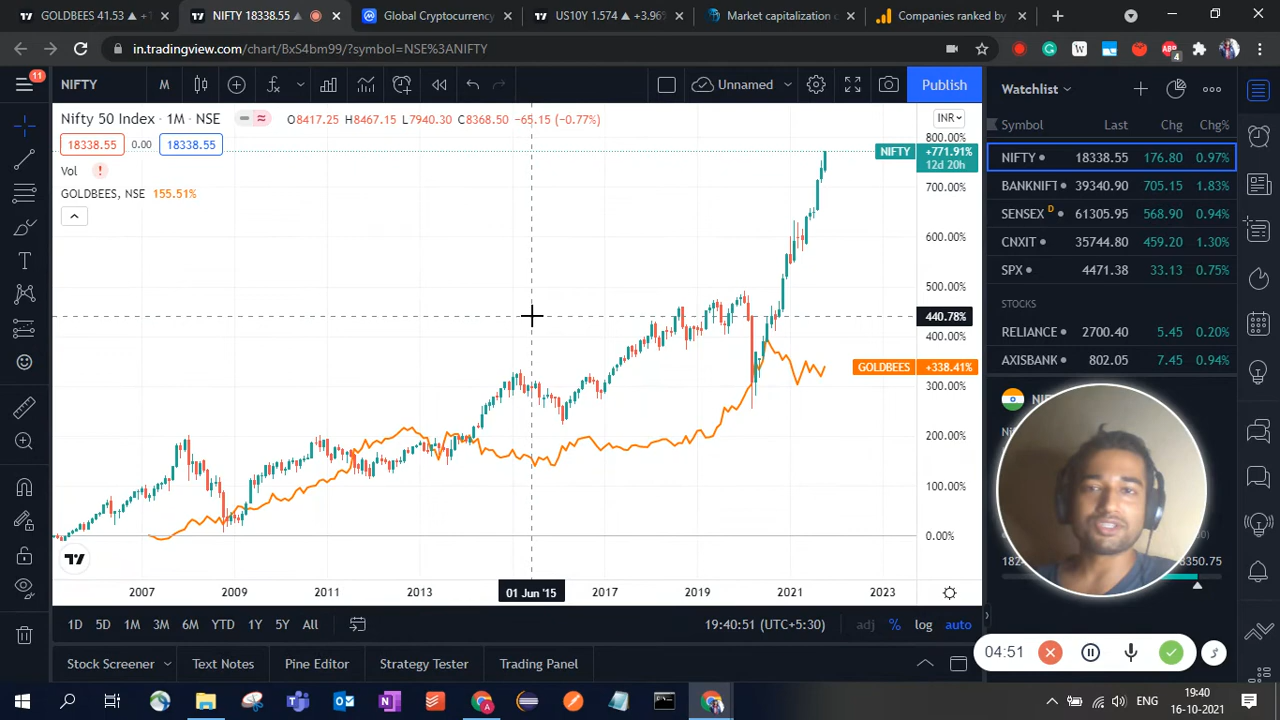 GOLDBEES 41.53 ▲ +1
NIFTY 18338.55 ▲
Global Cryptocurrency
US10Y 1.574 ▲ +3.96%
Market capitalization o
Companies ranked by
in.tradingview.com/chart/BxS4bm99/?symbol=NSE%3ANIFTY
4
11
NIFTY
M
Unnamed
Publish
Watchlist
Nifty 50 Index · 1M · NSE
O8417.25 H8467.15 L7940.30 C8368.50 −65.15 (−0.77%)
INR
18338.55 0.00 18338.55
Vol
GOLDBEES, NSE 155.51%
Symbol Last Chg Chg%
NIFTY 18338.55 176.80 0.97%
BANKNIFT 39340.90 705.15 1.83%
SENSEX D 61305.95 568.90 0.94%
CNXIT 35744.80 459.20 1.30%
SPX 4471.38 33.13 0.75%
STOCKS
RELIANCE 2700.40 5.45 0.20%
AXISBANK 802.05 7.45 0.94%
800.00%
NIFTY +771.91%
12d 20h
700.00%
600.00%
500.00%
440.78%
400.00%
GOLDBEES +338.41%
300.00%
200.00%
100.00%
0.00%
8350.75
2007 2009 2011 2013 01 Jun '15 2017 2019 2021 2023
1D 5D 1M 3M 6M YTD 1Y 5Y All
19:40:51 (UTC+5:30)
adj % log auto
04:51
Stock Screener Text Notes Pine Editor Strategy Tester Trading Panel
ENG
19:40
16-10-2021